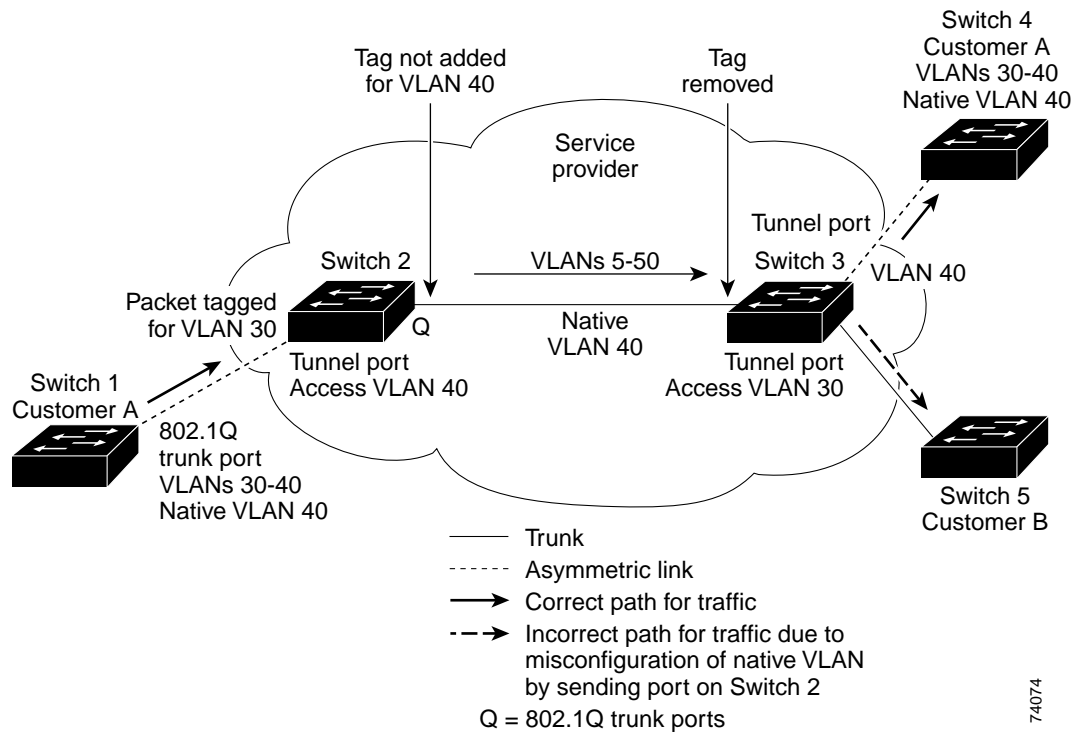 Tag not added
for VLAN 40
Tag
removed
Switch 4
Customer A
VLANs 30-40
Native VLAN 40
Service
provider
Tunnel port
VLAN 40
Switch 2
VLANs 5-50
Switch 3
Packet tagged
for VLAN 30
Q
Native
VLAN 40
Tunnel port
Access VLAN 40
Tunnel port
Access VLAN 30
Switch 1
Customer A
802.1Q
trunk port
VLANs 30-40
Native VLAN 40
Switch 5
Customer B
Trunk
Asymmetric link
Correct path for traffic
Incorrect path for traffic due to
misconfiguration of native VLAN
by sending port on Switch 2
Q = 802.1Q trunk ports
74074